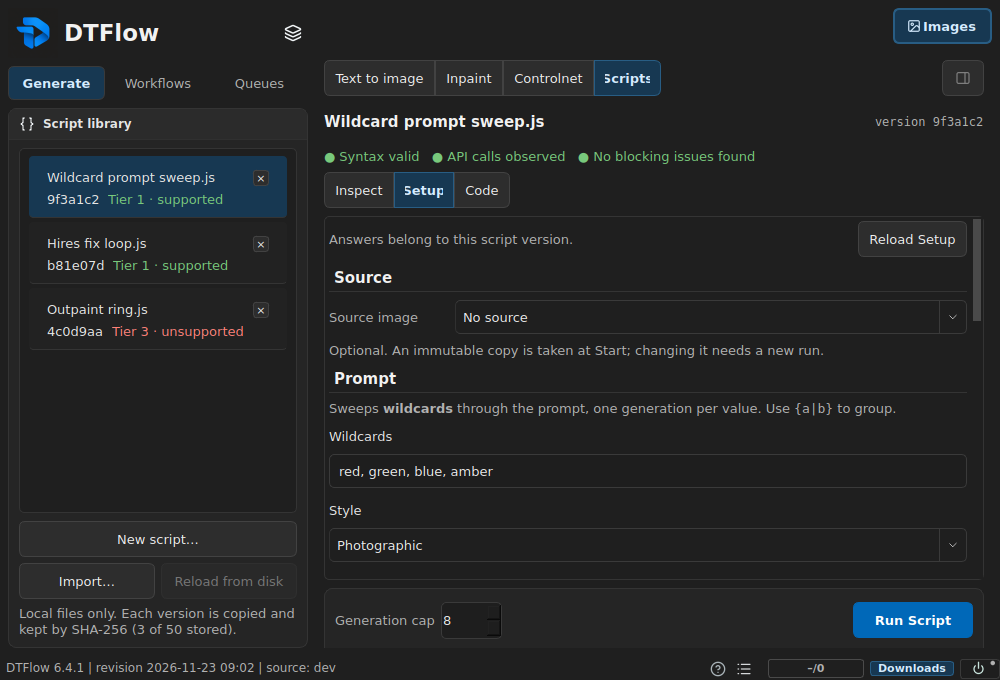 DTFlow
Images
Generate
Workflows
Queues
Text to image
Inpaint
Controlnet
Scripts
{ } Script library
Wildcard prompt sweep.js
9f3a1c2 Tier 1 · supported
Hires fix loop.js
b81e07d Tier 1 · supported
Outpaint ring.js
4c0d9aa Tier 3 · unsupported
New script...
Import...
Reload from disk
Local files only. Each version is copied and
kept by SHA-256 (3 of 50 stored).
Wildcard prompt sweep.js
version 9f3a1c2
Syntax valid
API calls observed
No blocking issues found
Inspect
Setup
Code
Answers belong to this script version.
Reload Setup
Source
Source image
No source
Optional. An immutable copy is taken at Start; changing it needs a new run.
Prompt
Sweeps wildcards through the prompt, one generation per value. Use {a|b} to group.
Wildcards
red, green, blue, amber
Style
Photographic
Generation cap
8
Run Script
DTFlow 6.4.1 | revision 2026-11-23 09:02 | source: dev
–/0
Downloads